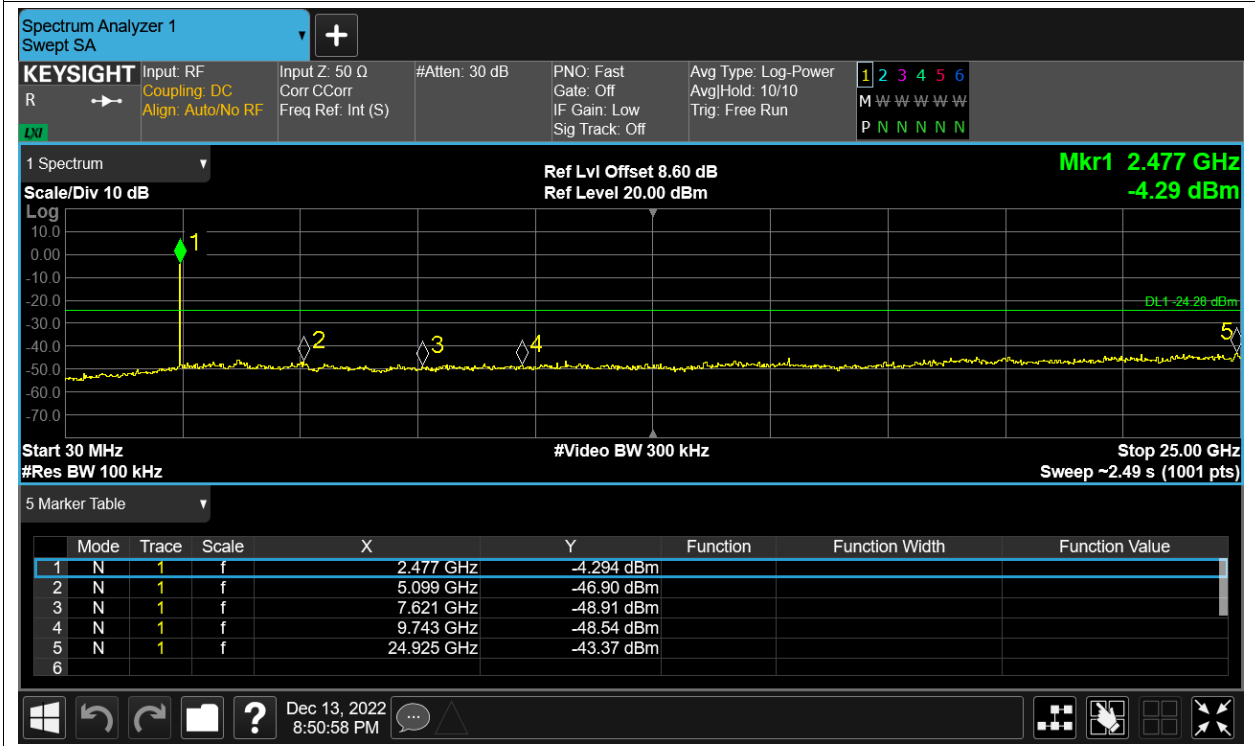 Spectrum Analyzer 1
Swept SA
+
KEYSIGHT Input: RF Input Z: 50 Ω #Atten: 30 dB PNO: Fast Avg Type: Log-Power 1 2 3 4 5 6
R Coupling: DC Corr CCorr Gate: Off Avg|Hold: 10/10 M W W W W W
Align: Auto/No RF Freq Ref: Int (S) IF Gain: Low Trig: Free Run
LXI Sig Track: Off P N N N N N
1 Spectrum Ref Lvl Offset 8.60 dB Mkr1 2.477 GHz
Scale/Div 10 dB Ref Level 20.00 dBm -4.29 dBm
Log
10.0
1
0.00
-10.0
-20.0
DL1 -24.28 dBm
-30.0
2 3 4 5
-40.0
-50.0
-60.0
-70.0
Start 30 MHz #Video BW 300 kHz Stop 25.00 GHz
#Res BW 100 kHz Sweep ~2.49 s (1001 pts)
5 Marker Table
Mode Trace Scale X Y Function Function Width Function Value
1 N 1 f 2.477 GHz -4.294 dBm
2 N 1 f 5.099 GHz -46.90 dBm
3 N 1 f 7.621 GHz -48.91 dBm
4 N 1 f 9.743 GHz -48.54 dBm
5 N 1 f 24.925 GHz -43.37 dBm
6
? Dec 13, 2022
8:50:58 PM